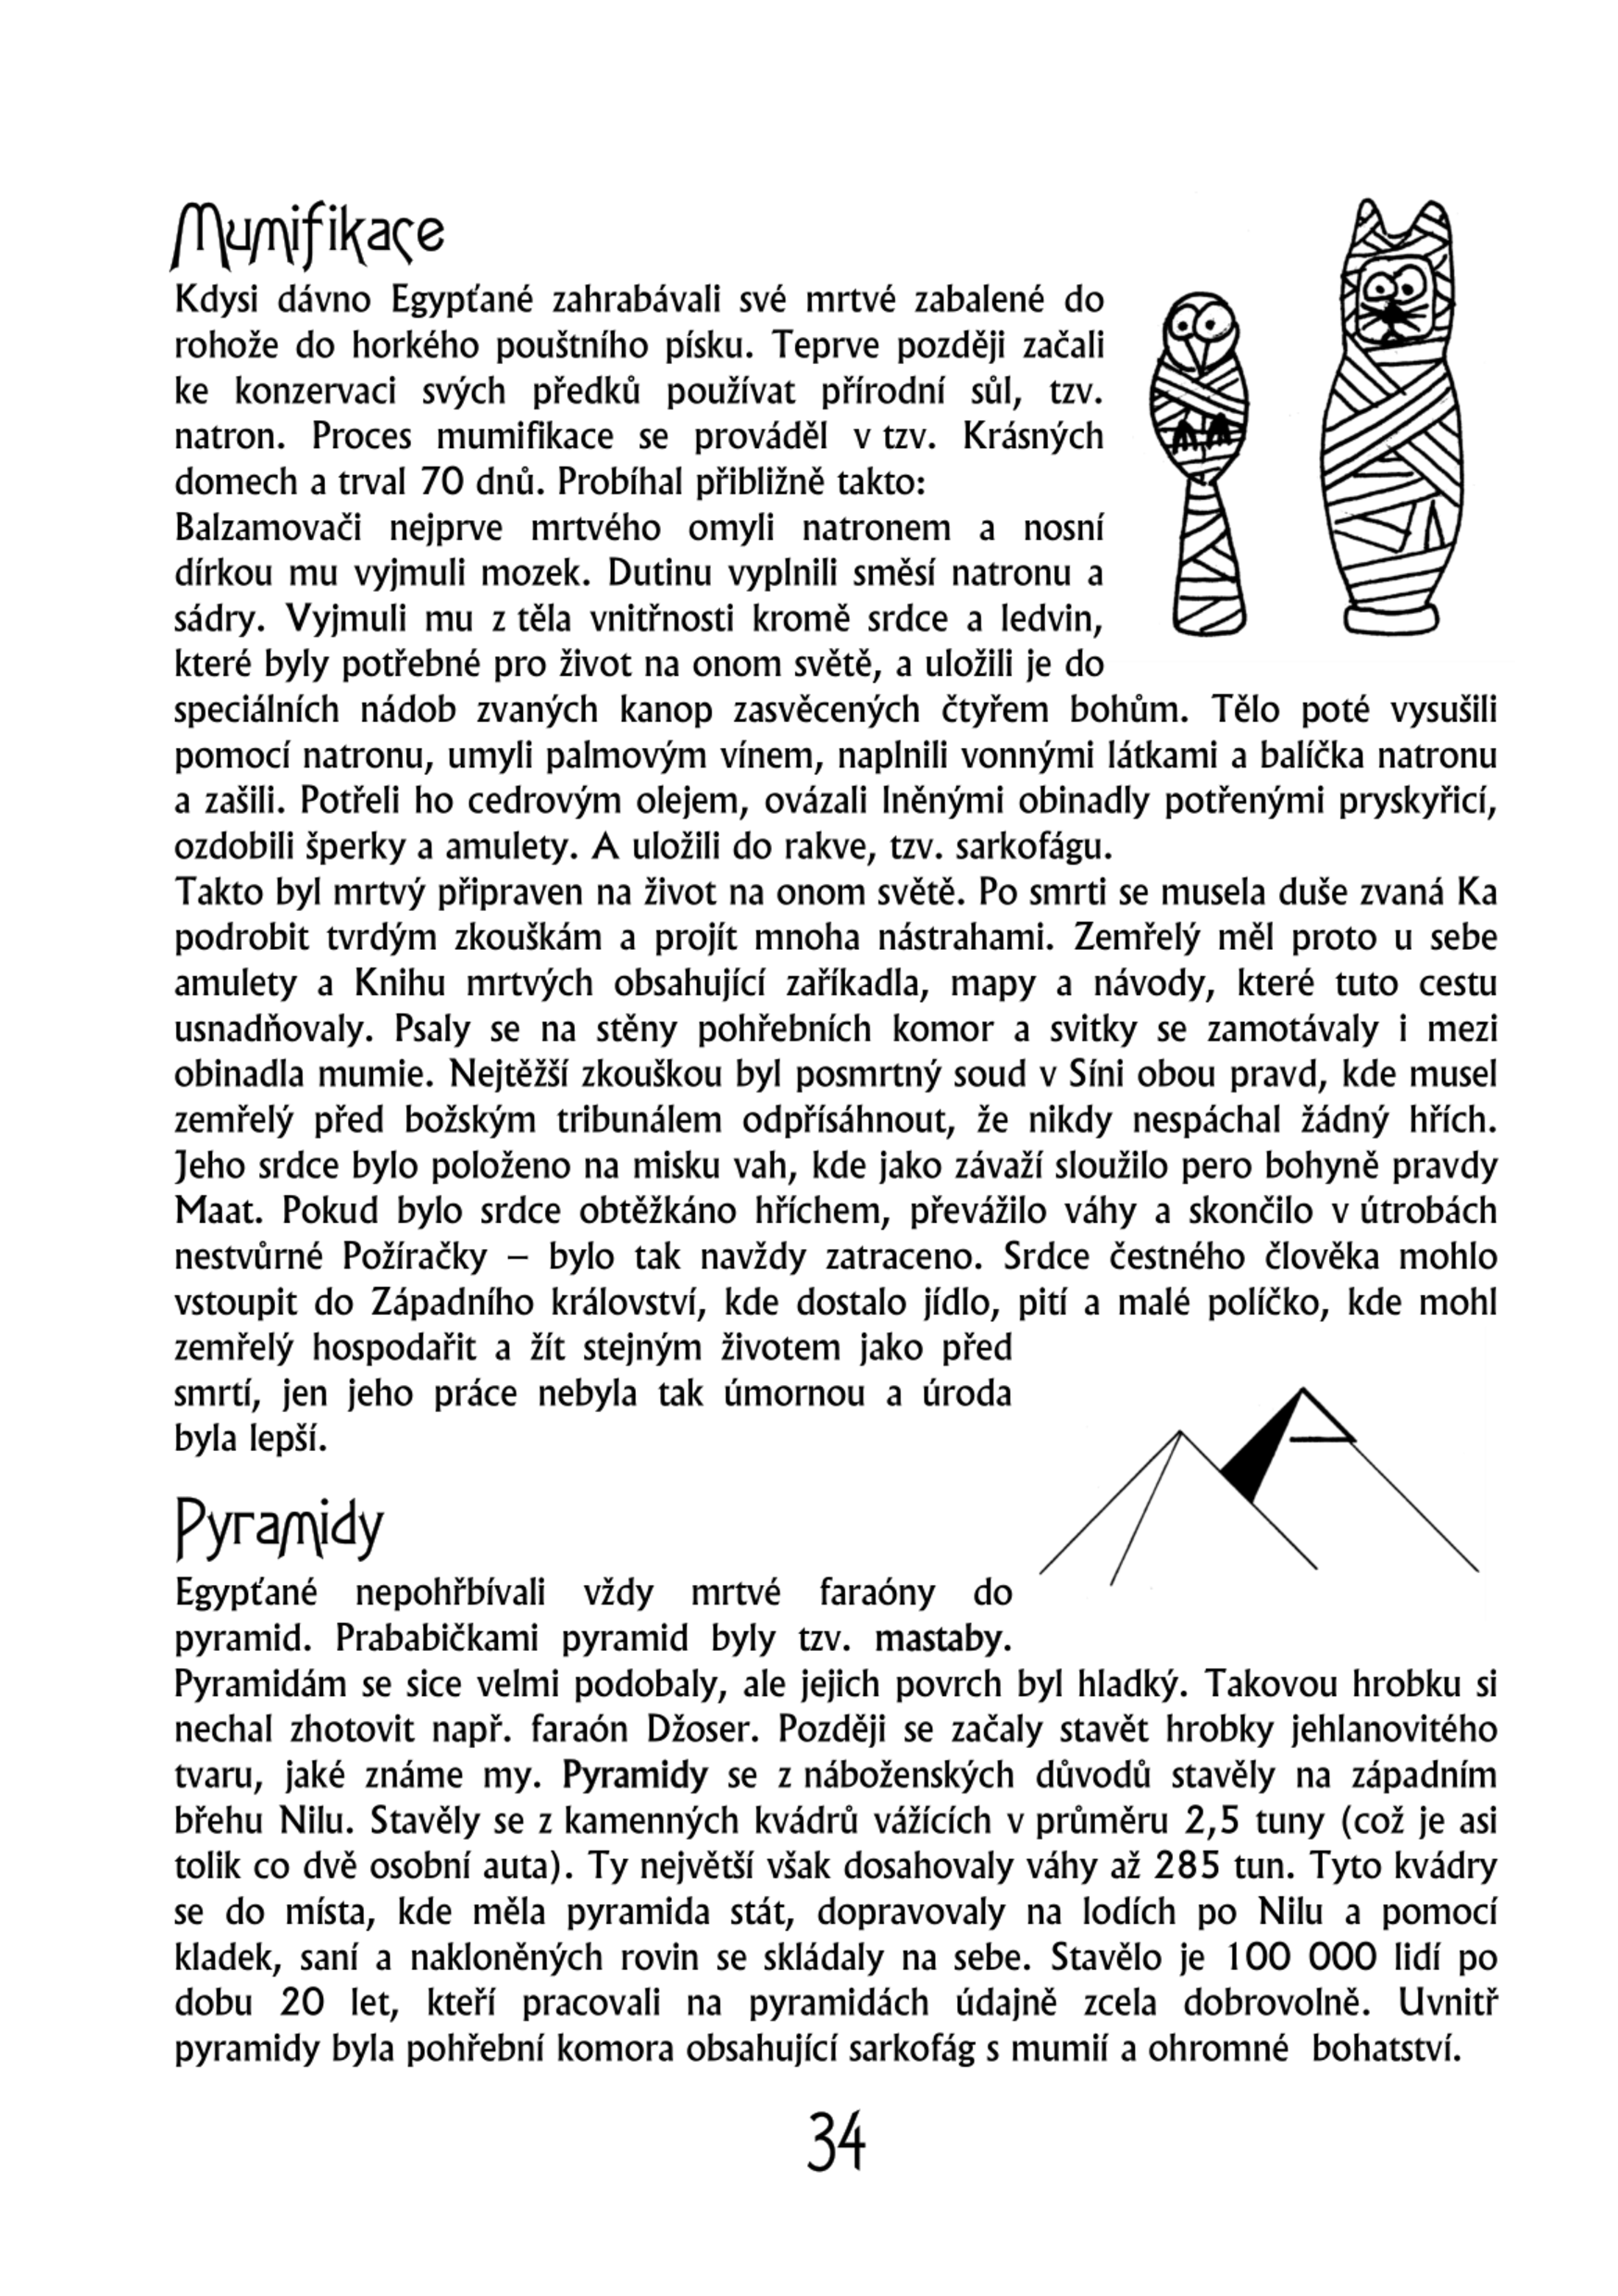 Mumifikace
Kdysi dávno Egypťané zahrabávali své mrtvé zabalené do
rohože do horkého pouštního písku. Teprve později začali
ke konzervaci svých předků používat přírodní sůl, tzv.
natron. Proces mumifikace se prováděl v tzv. Krásných
domech a trval 70 dnů. Probíhal přibližně takto:
Balzamovači nejprve mrtvého omyli natronem a nosní
dírkou mu vyjmuli mozek. Dutinu vyplnili směsí natronu a
sádry. Vyjmuli mu z těla vnitřnosti kromě srdce a ledvin,
které byly potřebné pro život na onom světě, a uložili je do
speciálních nádob zvaných kanop zasvěcených čtyřem bohům. Tělo poté vysušili
pomocí natronu, umyli palmovým vínem, naplnili vonnými látkami a balíčka natronu
a zašili. Potřeli ho cedrovým olejem, ovázali lněnými obinadly potřenými pryskyřicí,
ozdobili šperky a amulety. A uložili do rakve, tzv. sarkofágu.
Takto byl mrtvý připraven na život na onom světě. Po smrti se musela duše zvaná Ka
podrobit tvrdým zkouškám a projít mnoha nástrahami. Zemřelý měl proto u sebe
amulety a Knihu mrtvých obsahující zaříkadla, mapy a návody, které tuto cestu
usnadňovaly. Psaly se na stěny pohřebních komor a svitky se zamotávaly i mezi
obinadla mumie. Nejtěžší zkouškou byl posmrtný soud v Síni obou pravd, kde musel
zemřelý před božským tribunálem odpřísáhnout, že nikdy nespáchal žádný hřích.
Jeho srdce bylo položeno na misku vah, kde jako závaží sloužilo pero bohyně pravdy
Maat. Pokud bylo srdce obtěžkáno hříchem, převážilo váhy a skončilo v útrobách
nestvůrné Požíračky – bylo tak navždy zatraceno. Srdce čestného člověka mohlo
vstoupit do Západního království, kde dostalo jídlo, pití a malé políčko, kde mohl
zemřelý hospodařit a žít stejným životem jako před
smrtí, jen jeho práce nebyla tak úmornou a úroda
byla lepší.
Pyramidy
Egypťané nepohřbívali vždy mrtvé faraóny do
pyramid. Prababičkami pyramid byly tzv. mastaby.
Pyramidám se sice velmi podobaly, ale jejich povrch byl hladký. Takovou hrobku si
nechal zhotovit např. faraón Džoser. Později se začaly stavět hrobky jehlanovitého
tvaru, jaké známe my. Pyramidy se z náboženských důvodů stavěly na západním
břehu Nilu. Stavěly se z kamenných kvádrů vážících v průměru 2,5 tuny (což je asi
tolik co dvě osobní auta). Ty největší však dosahovaly váhy až 285 tun. Tyto kvádry
se do místa, kde měla pyramida stát, dopravovaly na lodích po Nilu a pomocí
kladek, saní a nakloněných rovin se skládaly na sebe. Stavělo je 100 000 lidí po
dobu 20 let, kteří pracovali na pyramidách údajně zcela dobrovolně. Uvnitř
pyramidy byla pohřební komora obsahující sarkofág s mumií a ohromné bohatství.
34